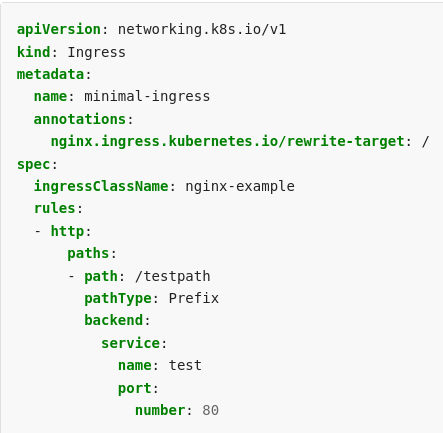 apiVersion: networking.k8s.io/v1
kind: Ingress
metadata:
  name: minimal-ingress
  annotations:
    nginx.ingress.kubernetes.io/rewrite-target: /
spec:
  ingressClassName: nginx-example
  rules:
  - http:
      paths:
      - path: /testpath
        pathType: Prefix
        backend:
          service:
            name: test
            port:
              number: 80